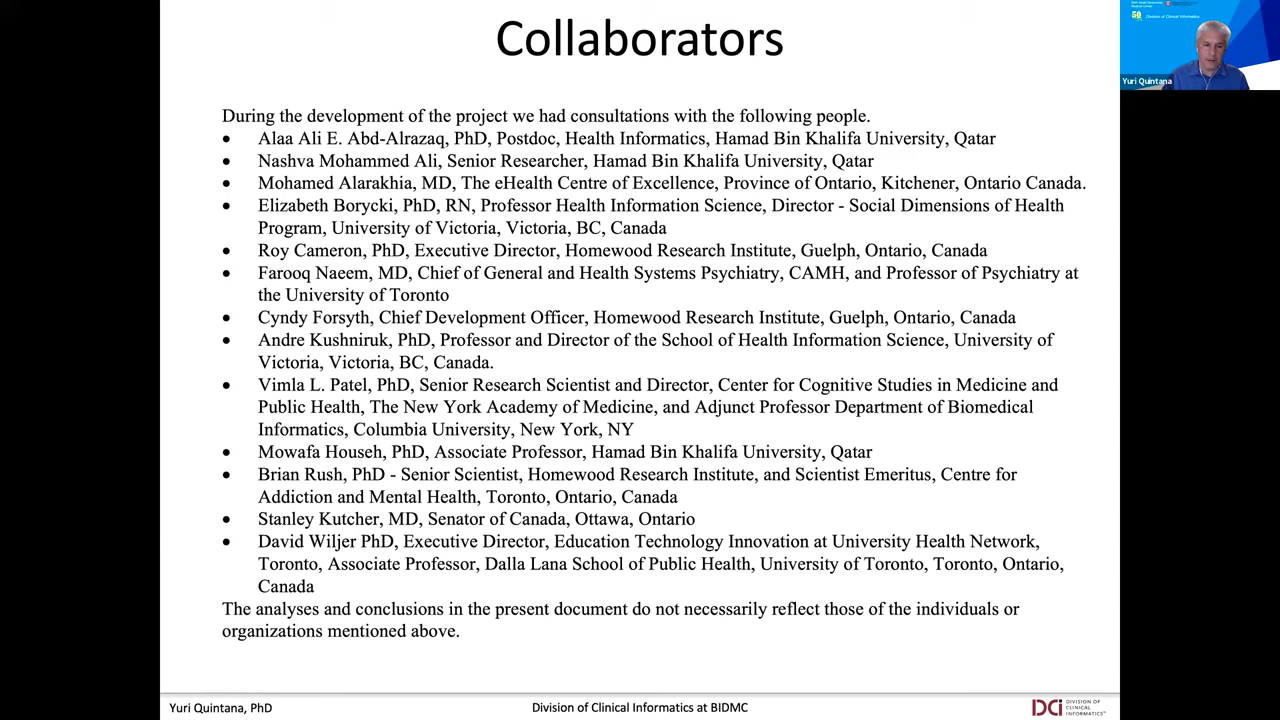 Collaborators
During the development of the project we had consultations with the following people.
• Alaa Ali E. Abd-Alrazaq, PhD, Postdoc, Health Informatics, Hamad Bin Khalifa University, Qatar
• Nashva Mohammed Ali, Senior Researcher, Hamad Bin Khalifa University, Qatar
• Mohamed Alarakhia, MD, The eHealth Centre of Excellence, Province of Ontario, Kitchener, Ontario Canada.
• Elizabeth Borycki, PhD, RN, Professor Health Information Science, Director - Social Dimensions of Health
Program, University of Victoria, Victoria, BC, Canada
• Roy Cameron, PhD, Executive Director, Homewood Research Institute, Guelph, Ontario, Canada
• Farooq Naeem, MD, Chief of General and Health Systems Psychiatry, CAMH, and Professor of Psychiatry at
the University of Toronto
• Cyndy Forsyth, Chief Development Officer, Homewood Research Institute, Guelph, Ontario, Canada
• Andre Kushniruk, PhD, Professor and Director of the School of Health Information Science, University of
Victoria, Victoria, BC, Canada.
• Vimla L. Patel, PhD, Senior Research Scientist and Director, Center for Cognitive Studies in Medicine and
Public Health, The New York Academy of Medicine, and Adjunct Professor Department of Biomedical
Informatics, Columbia University, New York, NY
• Mowafa Househ, PhD, Associate Professor, Hamad Bin Khalifa University, Qatar
• Brian Rush, PhD - Senior Scientist, Homewood Research Institute, and Scientist Emeritus, Centre for
Addiction and Mental Health, Toronto, Ontario, Canada
• Stanley Kutcher, MD, Senator of Canada, Ottawa, Ontario
• David Wiljer PhD, Executive Director, Education Technology Innovation at University Health Network,
Toronto, Associate Professor, Dalla Lana School of Public Health, University of Toronto, Toronto, Ontario,
Canada
The analyses and conclusions in the present document do not necessarily reflect those of the individuals or
organizations mentioned above.
Yuri Quintana, PhD
Division of Clinical Informatics at BIDMC
DCi
DIVISION OF
CLINICAL
INFORMATICS
Division of Clinical Informatics
Yuri Quintana